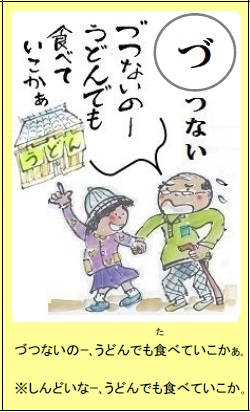 づ
つない
づつないのー
うどんでも
食べて
いこかぁ
うどん
た
づつないのー、うどんでも食べていこかぁ。
※しんどいなー、うどんでも食べていこか。